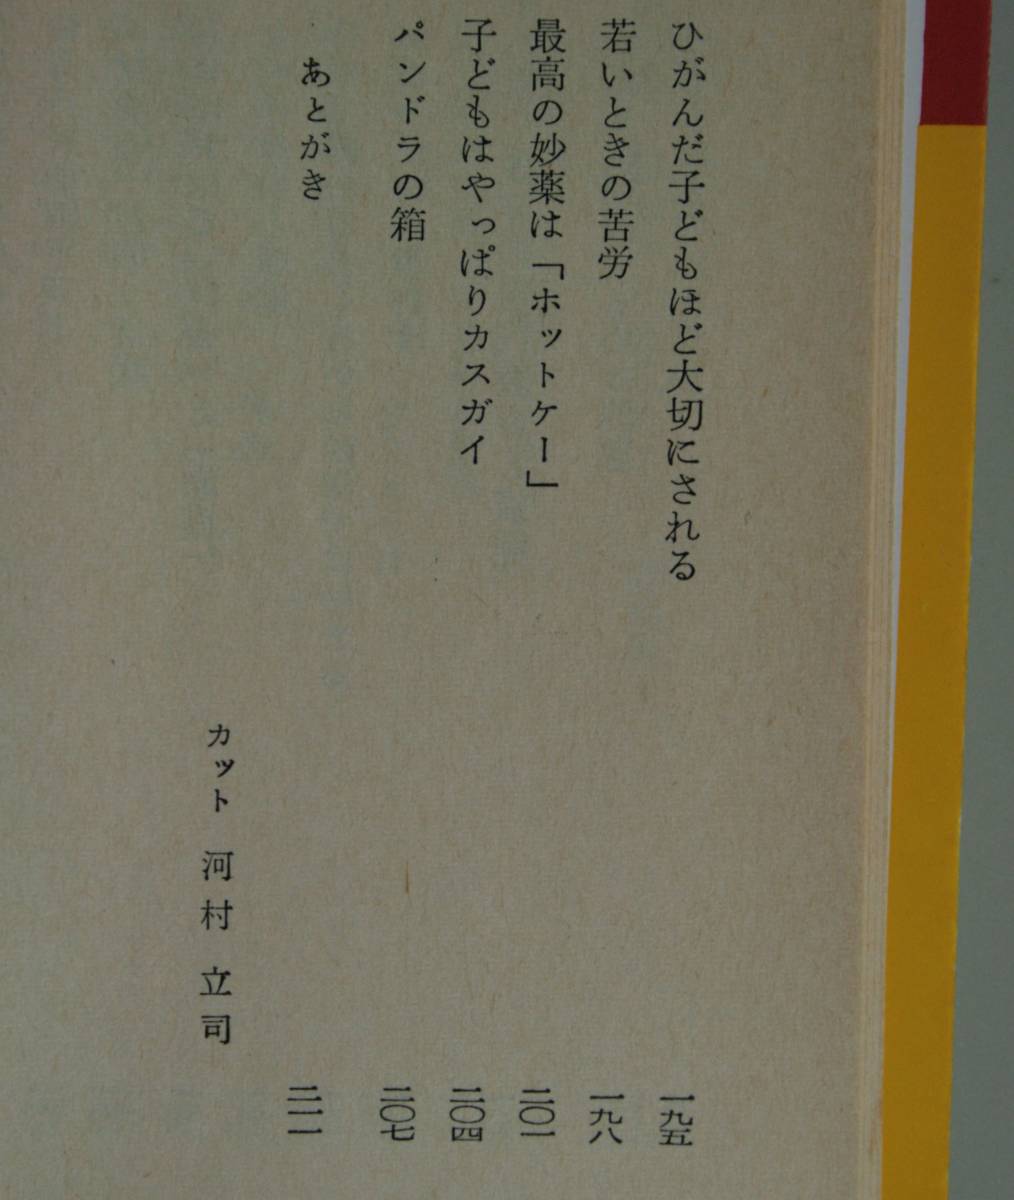 ひがんだ子どもほど大切にされる 一九五
若いときの苦労 一九八
最高の妙薬は「ホットケー」 二〇一
子どもはやっぱりカスガイ 二〇四
パンドラの箱 二〇七
あとがき 二一一
カット 河村立司